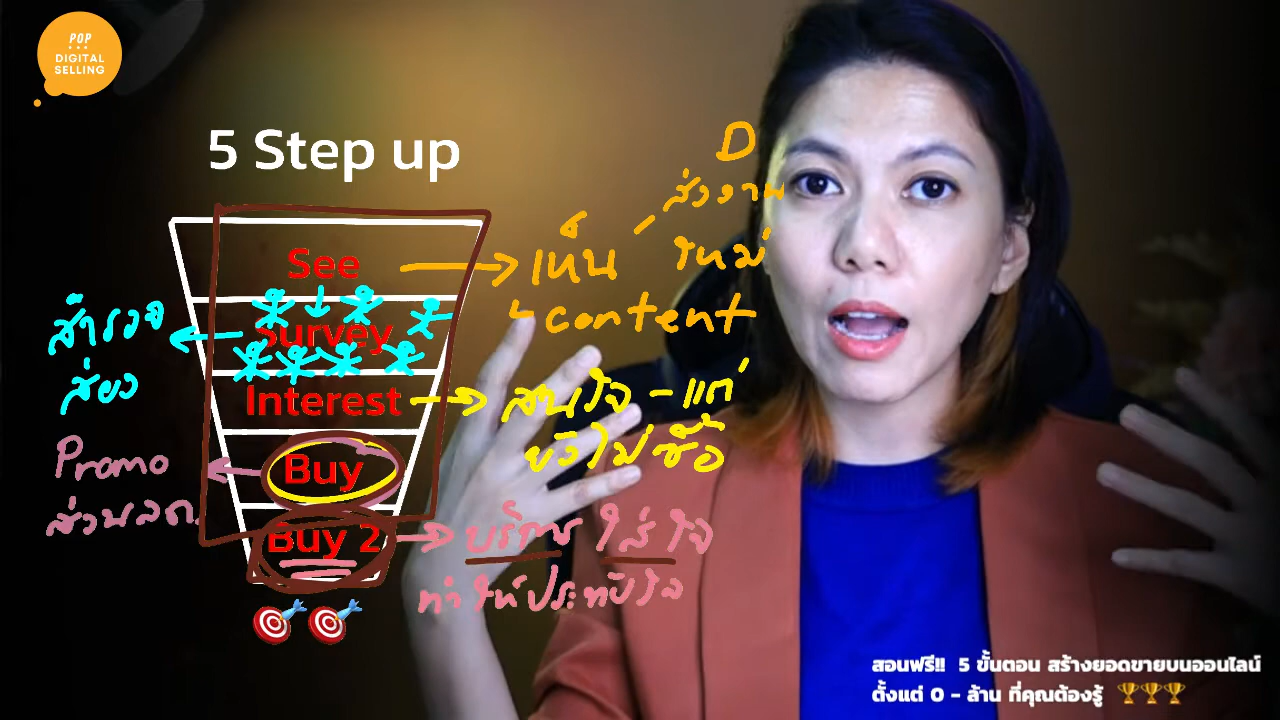 POP
DIGITAL
SELLING
5 Step up
D
ส่งงาน
See
เห็น
ใหม่
content
สำรวจ
Survey
ส่อง
Interest
สนใจ - แต่
ยังไม่ซื้อ
Promo
Buy
ส่วนลด
Buy 2
บริการ ใส่ใจ
ทำให้ประทับใจ
สอนฟรี!! 5 ขั้นตอน สร้างยอดขายบนออนไลน์
ตั้งแต่ 0 - ล้าน ที่คุณต้องรู้